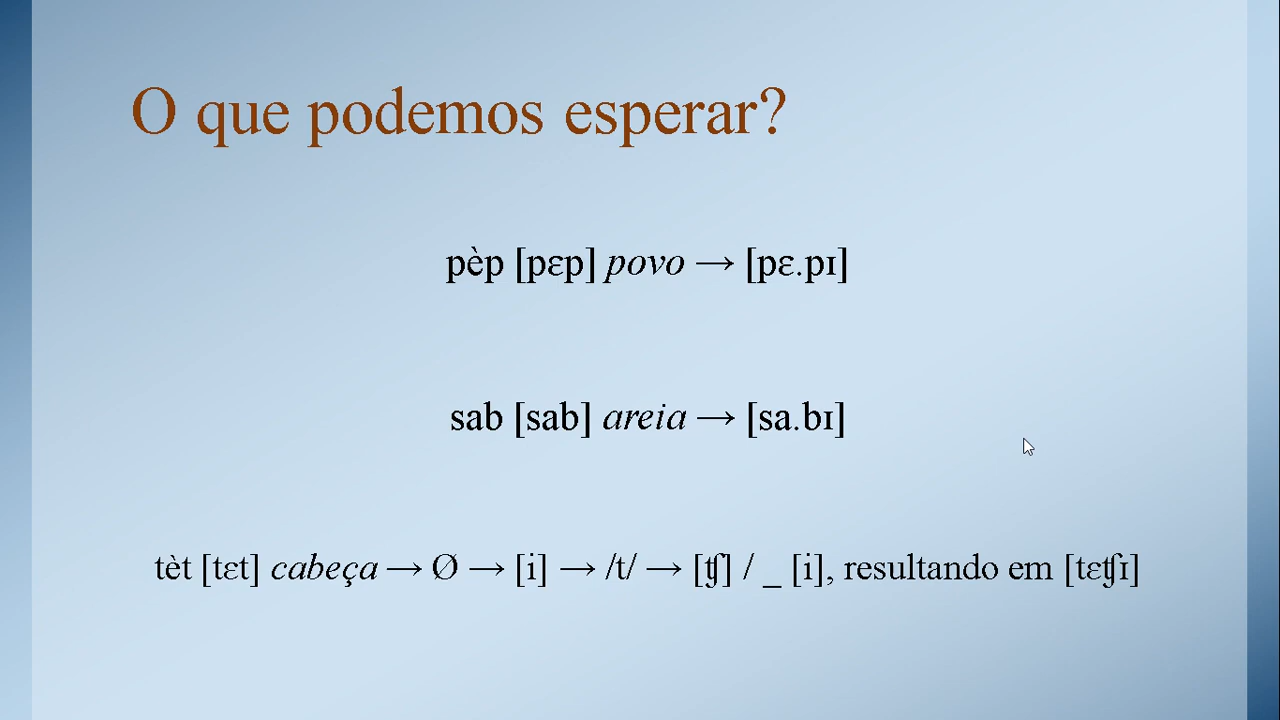 O que podemos esperar?
pèp [pɛp] povo → [pɛ.pɪ]
sab [sab] areia → [sa.bɪ]
tèt [tɛt] cabeça → Ø → [i] → /t/ → [ʧ] / _ [i], resultando em [tɛʧɪ]